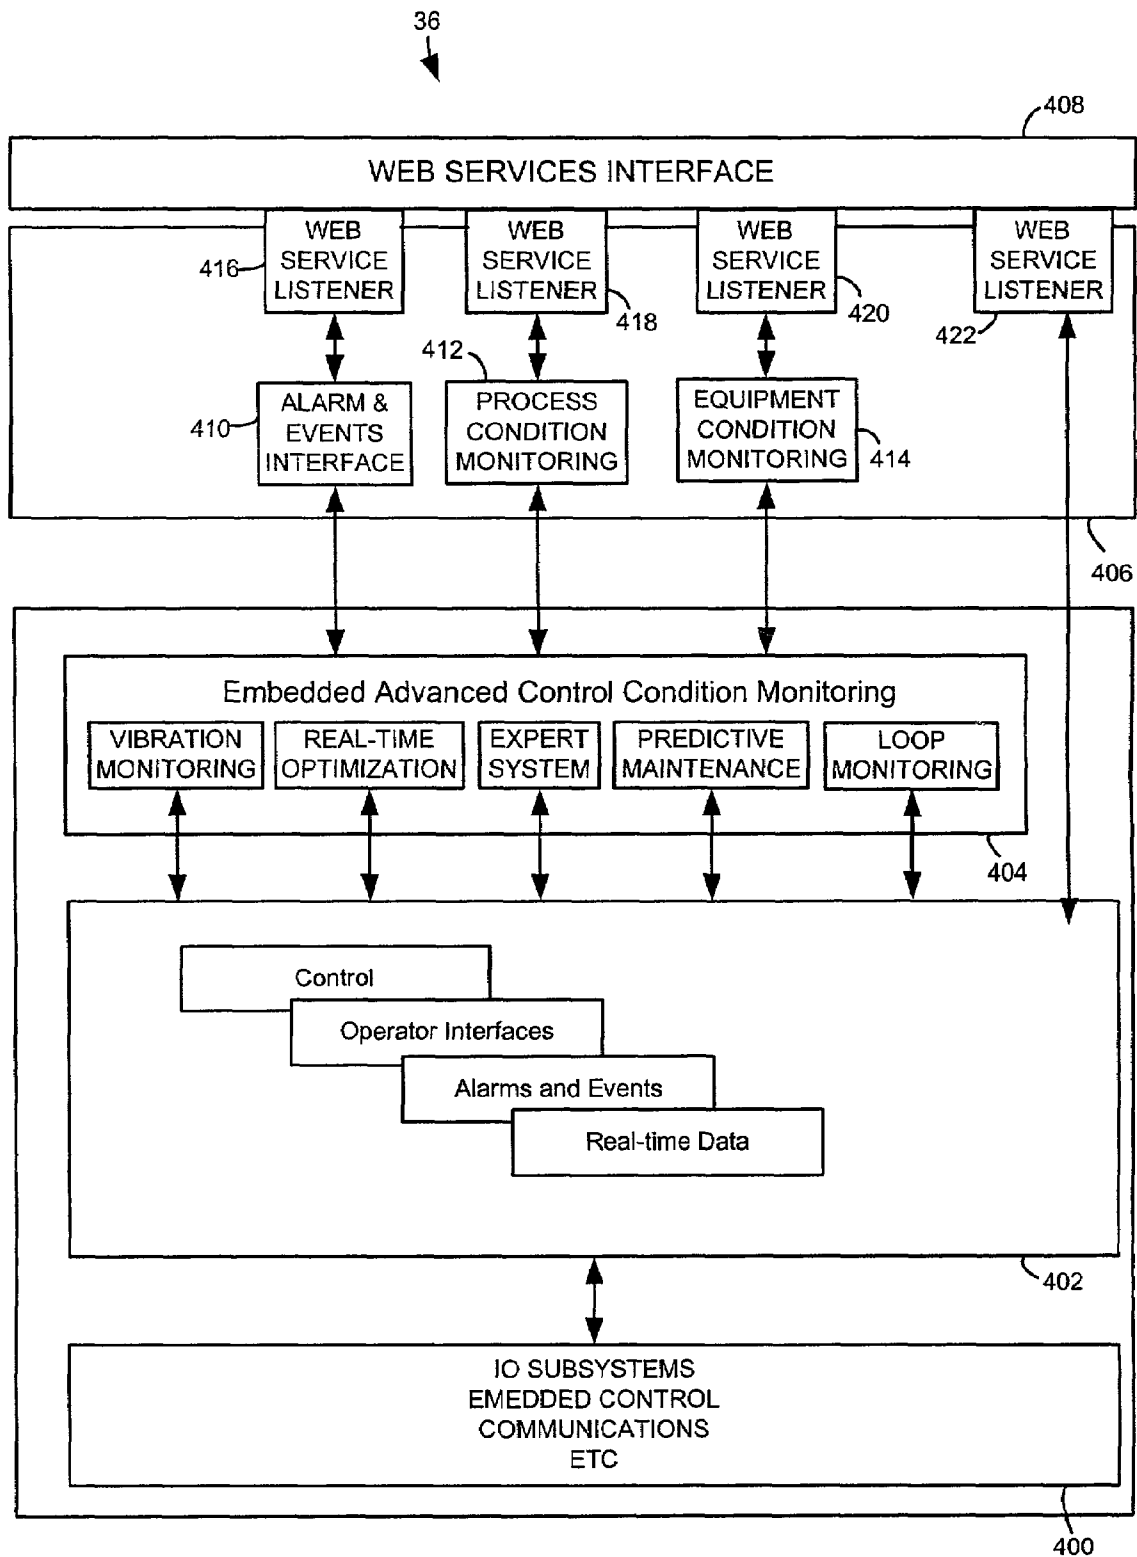 36
408
WEB SERVICES INTERFACE
WEB
SERVICE
LISTENER
416
WEB
SERVICE
LISTENER
418
WEB
SERVICE
LISTENER
420
WEB
SERVICE
LISTENER
422
410
ALARM &
EVENTS
INTERFACE
412
PROCESS
CONDITION
MONITORING
EQUIPMENT
CONDITION
MONITORING
414
406
Embedded Advanced Control Condition Monitoring
VIBRATION
MONITORING
REAL-TIME
OPTIMIZATION
EXPERT
SYSTEM
PREDICTIVE
MAINTENANCE
LOOP
MONITORING
404
Control
Operator Interfaces
Alarms and Events
Real-time Data
402
IO SUBSYSTEMS
EMEDDED CONTROL
COMMUNICATIONS
ETC
400